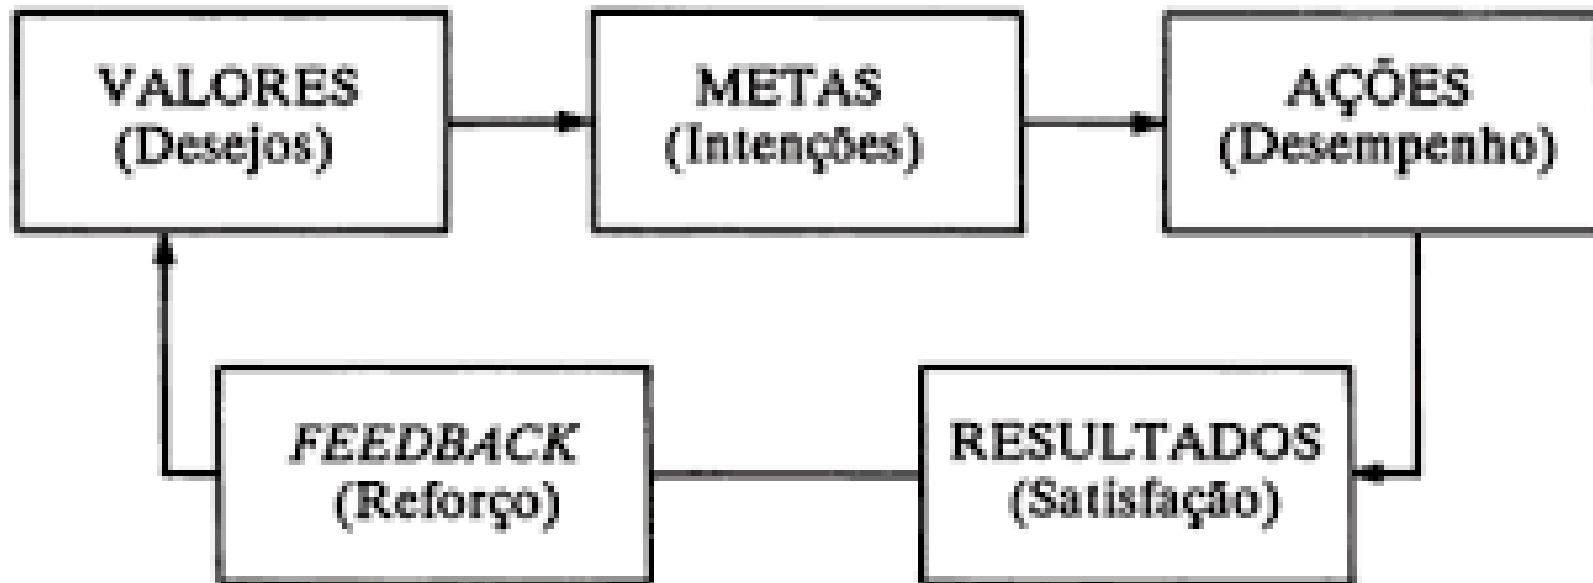 VALORES
(Desejos)
METAS
(Intenções)
AÇÕES
(Desempenho)
FEEDBACK
(Reforço)
RESULTADOS
(Satisfação)